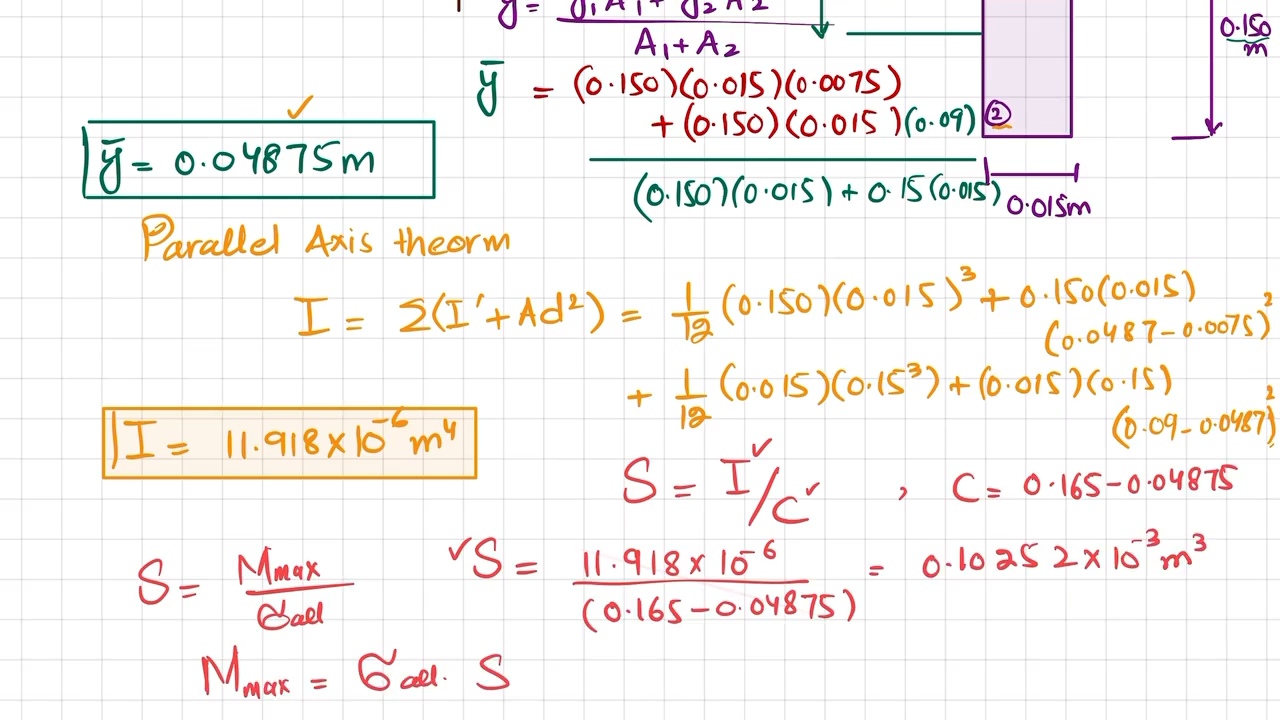 ȳ = y₁A₁ + y₂A₂
A₁ + A₂
0.150
m
ȳ = (0.150)(0.015)(0.0075)
+ (0.150)(0.015)(0.09)
②
(0.150)(0.015) + 0.15(0.015)
0.015m
ȳ = 0.04875m
Parallel Axis theorm
I = Σ(I' + Ad²) = 1/12 (0.150)(0.015)³ + 0.150(0.015)
(0.0487 – 0.0075)²
+ 1/12 (0.015)(0.15³) + (0.015)(0.15)
(0.09 – 0.0487)²
I = 11.918 × 10⁻⁶ m⁴
S = I/C , C = 0.165 – 0.04875
S = Mmax / σall
S = 11.918 × 10⁻⁶ / (0.165 – 0.04875) = 0.10252 × 10⁻³ m³
Mmax = σall. S